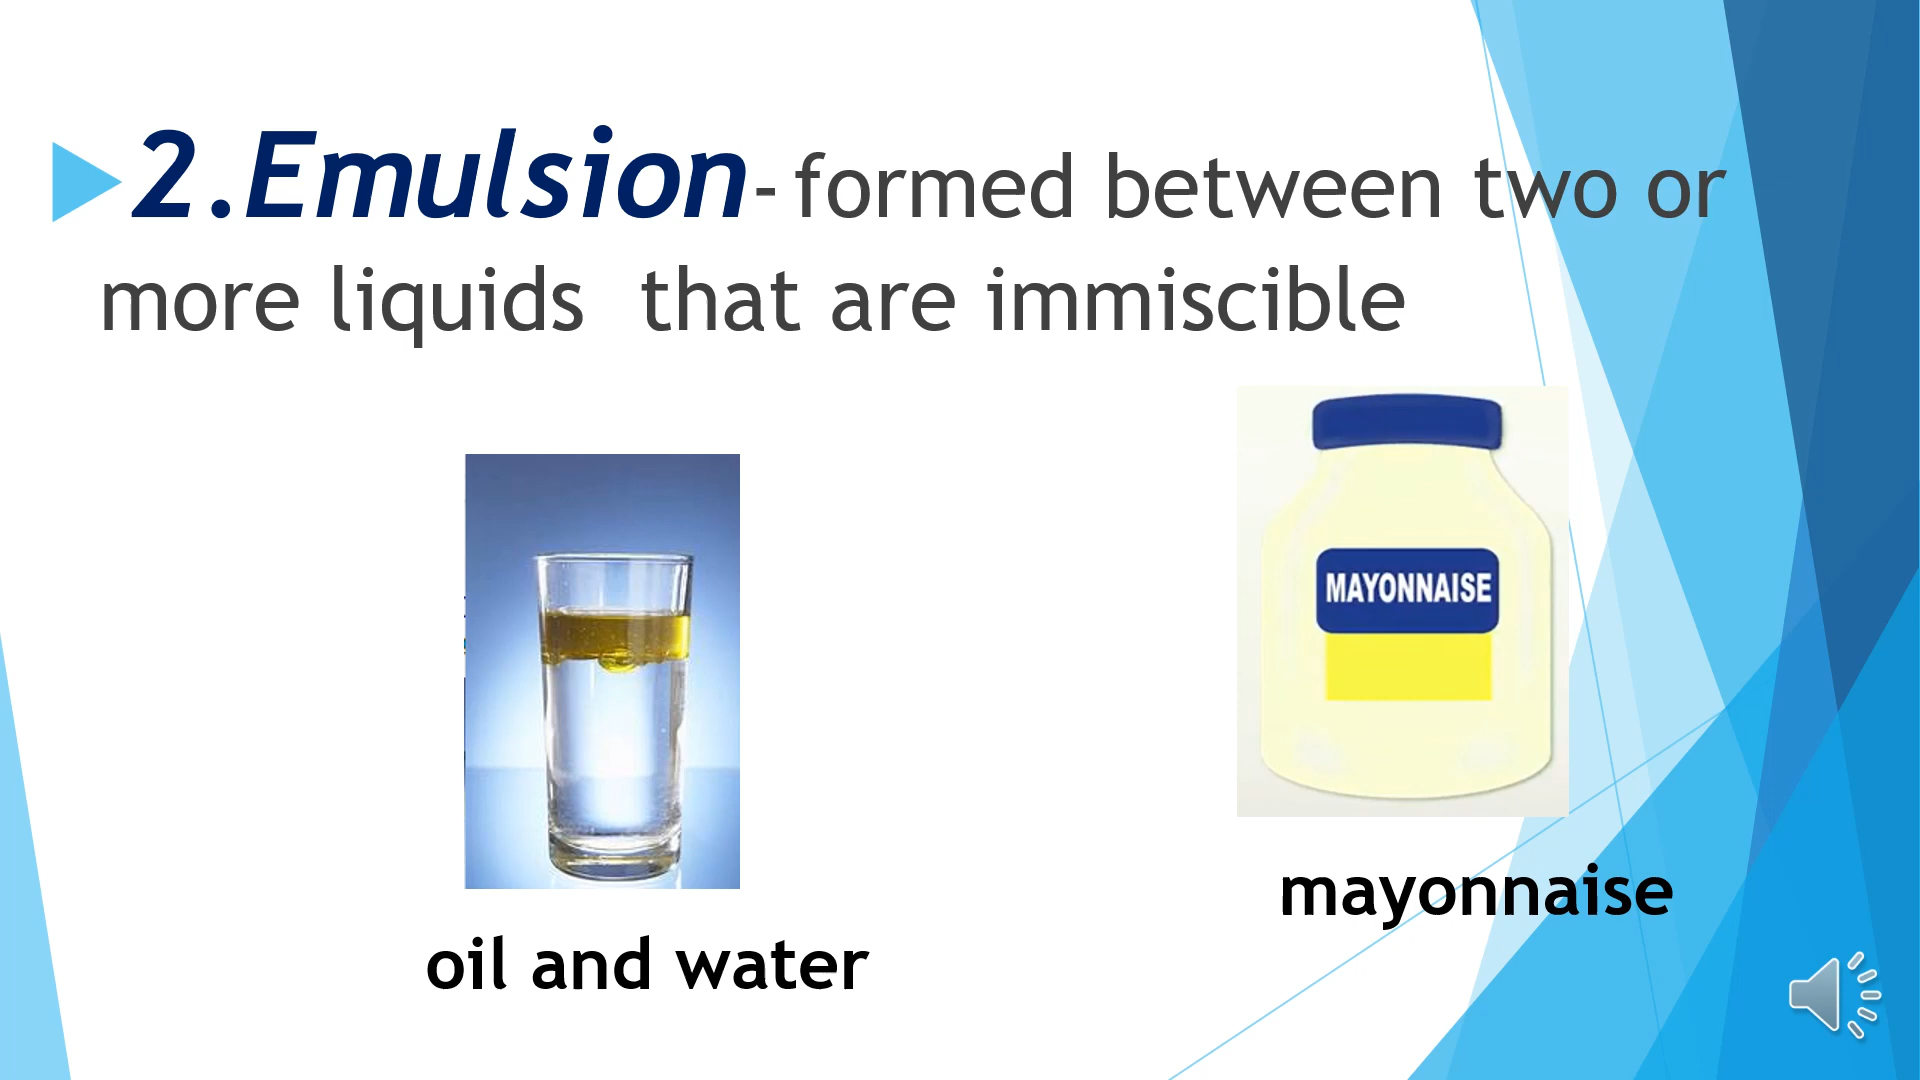 2.Emulsion- formed between two or
more liquids that are immiscible
MAYONNAISE
mayonnaise
oil and water